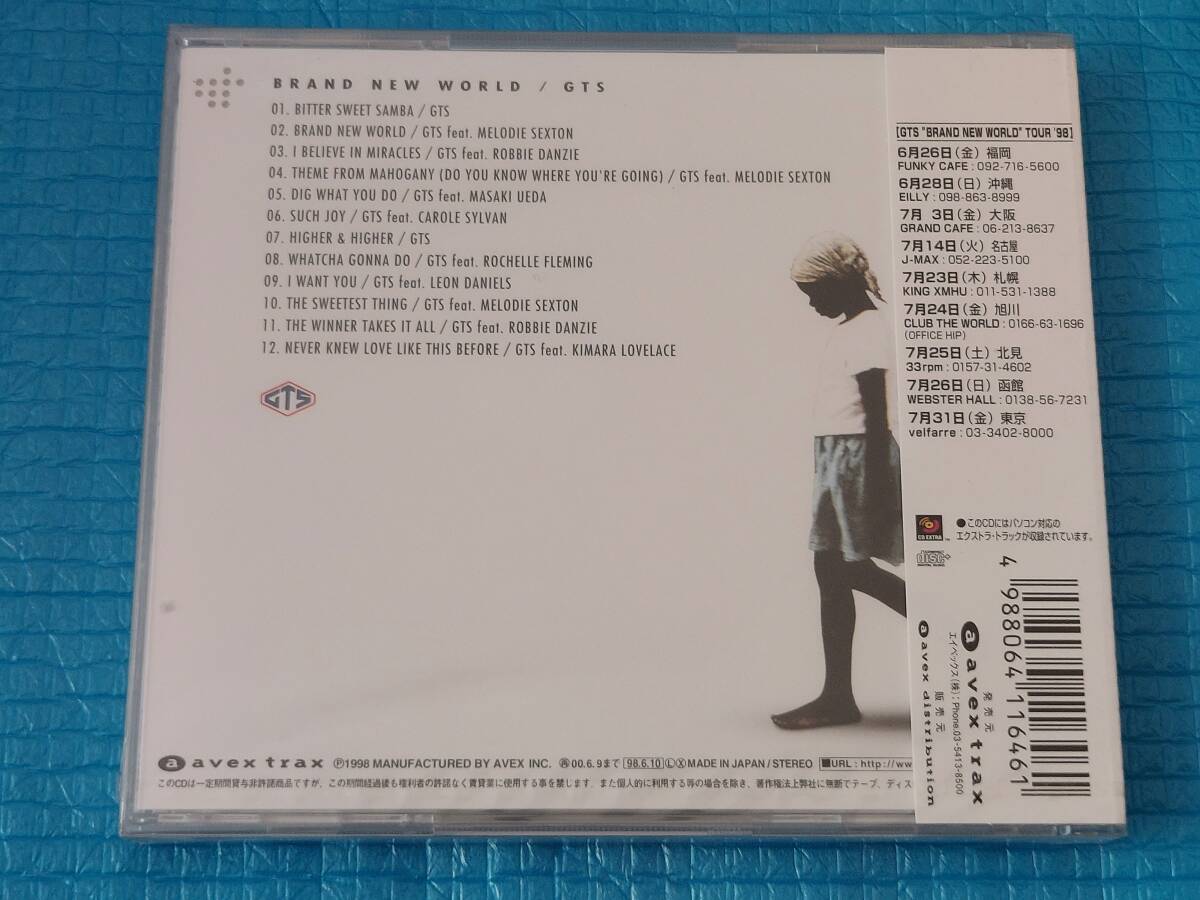 BRAND NEW WORLD / GTS
01. BITTER SWEET SAMBA / GTS
02. BRAND NEW WORLD / GTS feat. MELODIE SEXTON
03. I BELIEVE IN MIRACLES / GTS feat. ROBBIE DANZIE
04. THEME FROM MAHOGANY (DO YOU KNOW WHERE YOU'RE GOING) / GTS feat. MELODIE SEXTON
05. DIG WHAT YOU DO / GTS feat. MASAKI UEDA
06. SUCH JOY / GTS feat. CAROLE SYLVAN
07. HIGHER & HIGHER / GTS
08. WHATCHA GONNA DO / GTS feat. ROCHELLE FLEMING
09. I WANT YOU / GTS feat. LEON DANIELS
10. THE SWEETEST THING / GTS feat. MELODIE SEXTON
11. THE WINNER TAKES IT ALL / GTS feat. ROBBIE DANZIE
12. NEVER KNEW LOVE LIKE THIS BEFORE / GTS feat. KIMARA LOVELACE
GTS
a avex trax ℗1998 MANUFACTURED BY AVEX INC. 00.6.9まで 98.6.10 Ⓛ Ⓧ MADE IN JAPAN/STEREO ■URL : http://ww
このCDは一定期間貸与非許諾商品ですが、この期間経過後も権利者の許諾なく賃貸業に使用する事を禁じます。また個人的に利用する等の場合を除き、著作権法上弊社に無断でテープ、ディス
[GTS "BRAND NEW WORLD" TOUR '98]
6月26日(金) 福岡
FUNKY CAFE : 092-716-5600
6月28日(日) 沖縄
EILLY : 098-863-8999
7月 3日(金) 大阪
GRAND CAFE : 06-213-8637
7月14日(火) 名古屋
J-MAX : 052-223-5100
7月23日(木) 札幌
KING XMHU : 011-531-1388
7月24日(金) 旭川
CLUB THE WORLD : 0166-63-1696
(OFFICE HIP)
7月25日(土) 北見
33rpm : 0157-31-4602
7月26日(日) 函館
WEBSTER HALL : 0138-56-7231
7月31日(金) 東京
velfarre : 03-3402-8000
CD EXTRA ™
●このCDにはパソコン対応の
エクストラ・トラックが収録されています。
COMPACT disc+ DIGITAL AUDIO
4 988064 116461
発売元
a avex trax
エイベックス(株) : Phone.03-5413-8500
販売元
a avex distribution